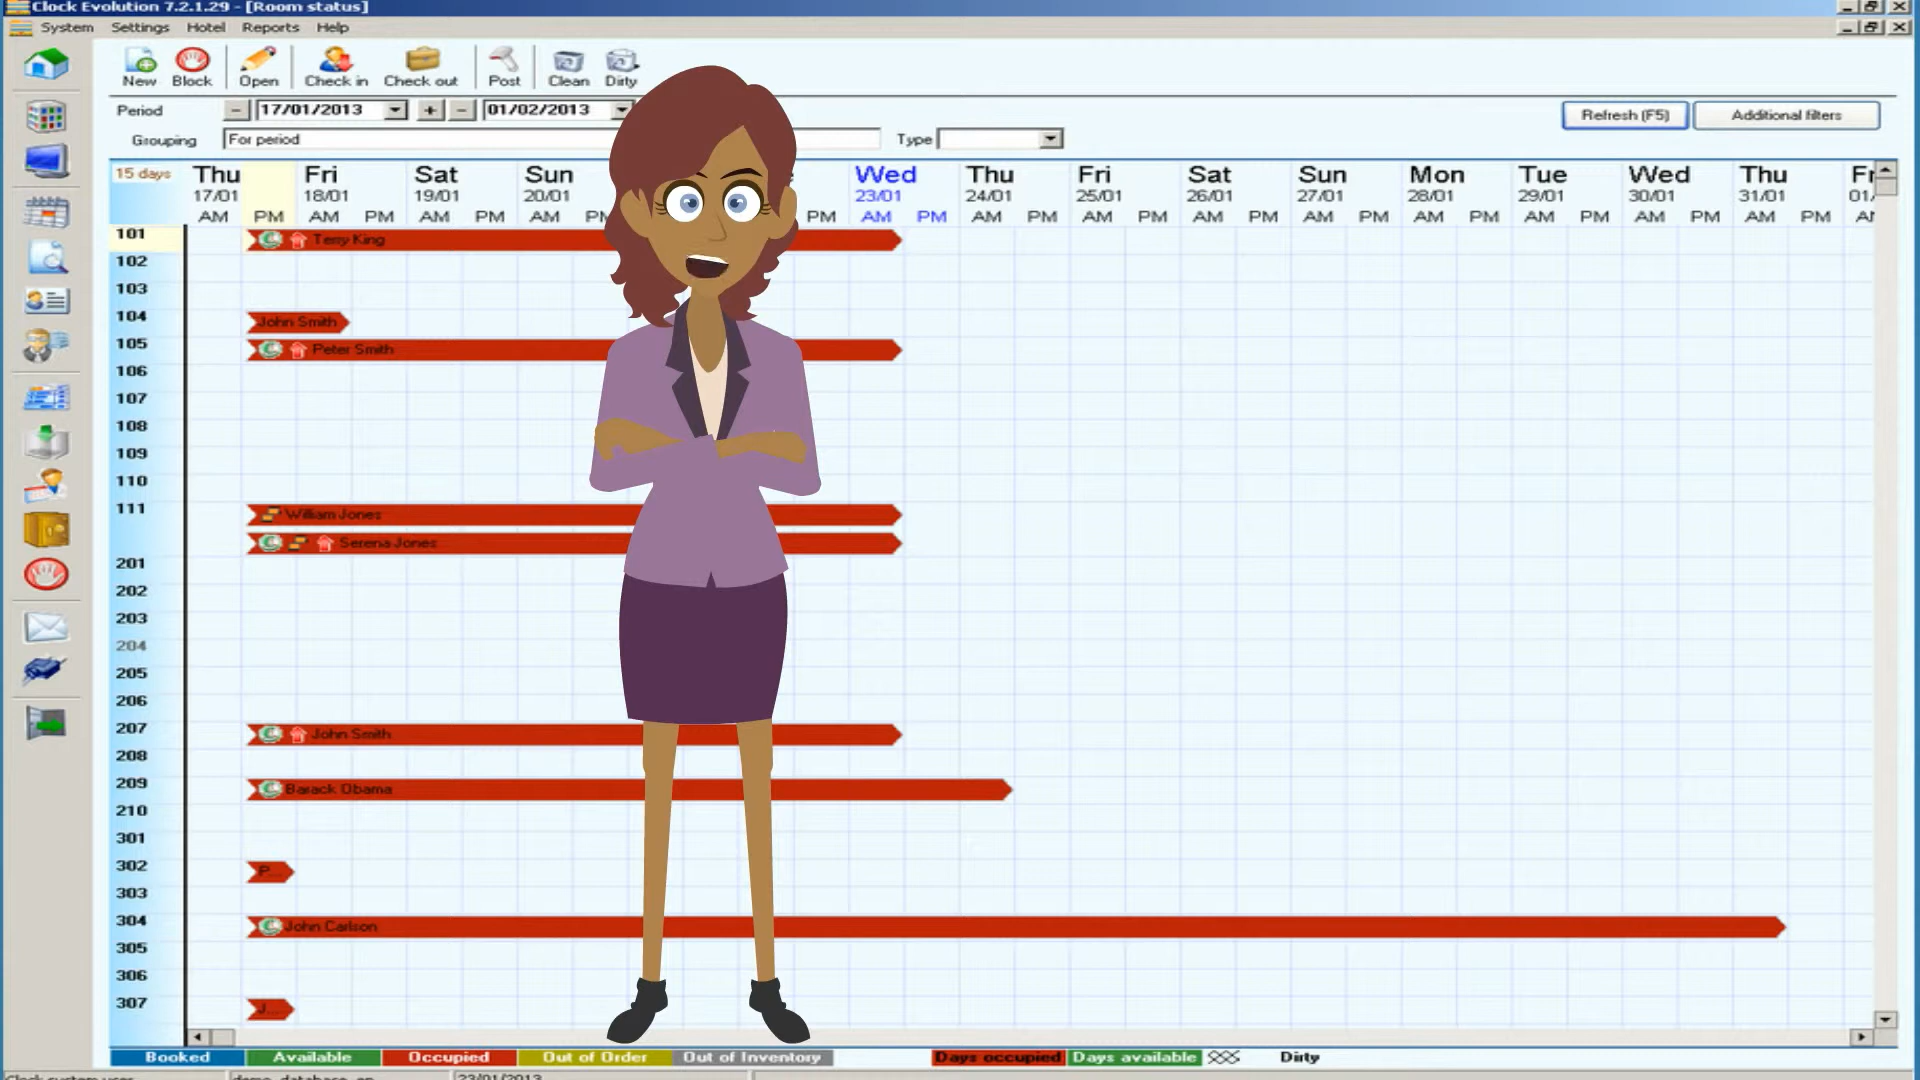 Clock Evolution 7.2.1.29 - [Room status]
System Settings Hotel Reports Help
New Block Open Check in Check out Post Clean Dirty
Period 17/01/2013 01/02/2013 Refresh (F5) Additional filters
Grouping For period Type
15 days Thu Fri Sat Sun Wed Thu Fri Sat Sun Mon Tue Wed Thu
17/01 18/01 19/01 20/01 23/01 24/01 25/01 26/01 27/01 28/01 29/01 30/01 31/01
AM PM AM PM AM PM AM PM AM PM AM PM AM PM AM PM AM PM AM PM AM PM AM PM AM PM
101 Terry King
102
103
104 John Smith
105 Peter Smith
106
107
108
109
110
111 William Jones
Serena Jones
201
202
203
204
205
206
207 John Smith
208
209 Barack Obama
210
301
302 P...
303
304 John Carlson
305
306
307 J...
Booked Available Occupied Out of Order Out of Inventory Days occupied Days available Dirty
23/01/2013